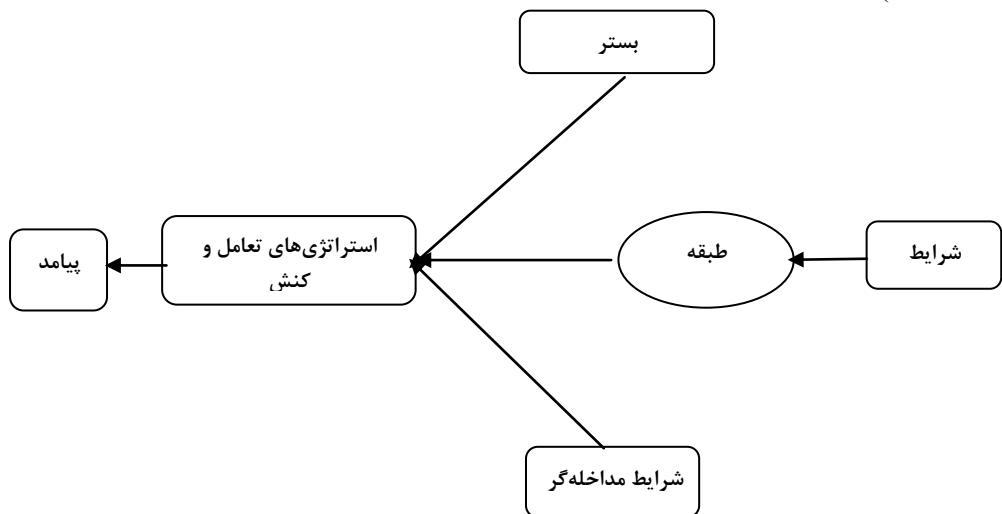 بستر
شرایط
طبقه
استراتژی‌های تعامل و
کنش
پیامد
شرایط مداخله‌گر